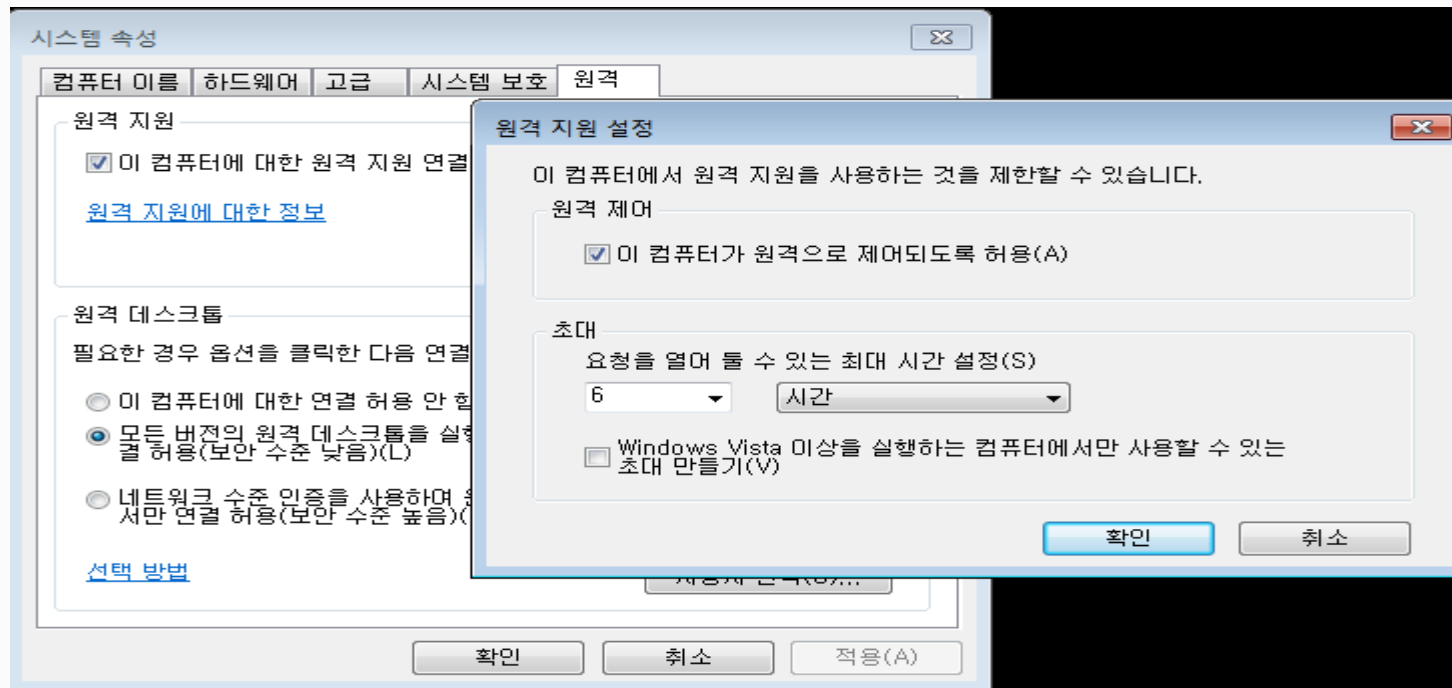 시스템 속성
컴퓨터 이름 하드웨어 고급 시스템 보호 원격
원격 지원
이 컴퓨터에 대한 원격 지원 연결
원격 지원에 대한 정보
원격 데스크톱
필요한 경우 옵션을 클릭한 다음 연결
이 컴퓨터에 대한 연결 허용 안 함
모든 버전의 원격 데스크톱을 실행
결 허용(보안 수준 낮음)(L)
네트워크 수준 인증을 사용하며
서만 연결 허용(보안 수준 높음)(
선택 방법
확인 취소 적용(A)
원격 지원 설정
이 컴퓨터에서 원격 지원을 사용하는 것을 제한할 수 있습니다.
원격 제어
이 컴퓨터가 원격으로 제어되도록 허용(A)
초대
요청을 열어 둘 수 있는 최대 시간 설정(S)
6 시간
Windows Vista 이상을 실행하는 컴퓨터에서만 사용할 수 있는
초대 만들기(V)
확인 취소